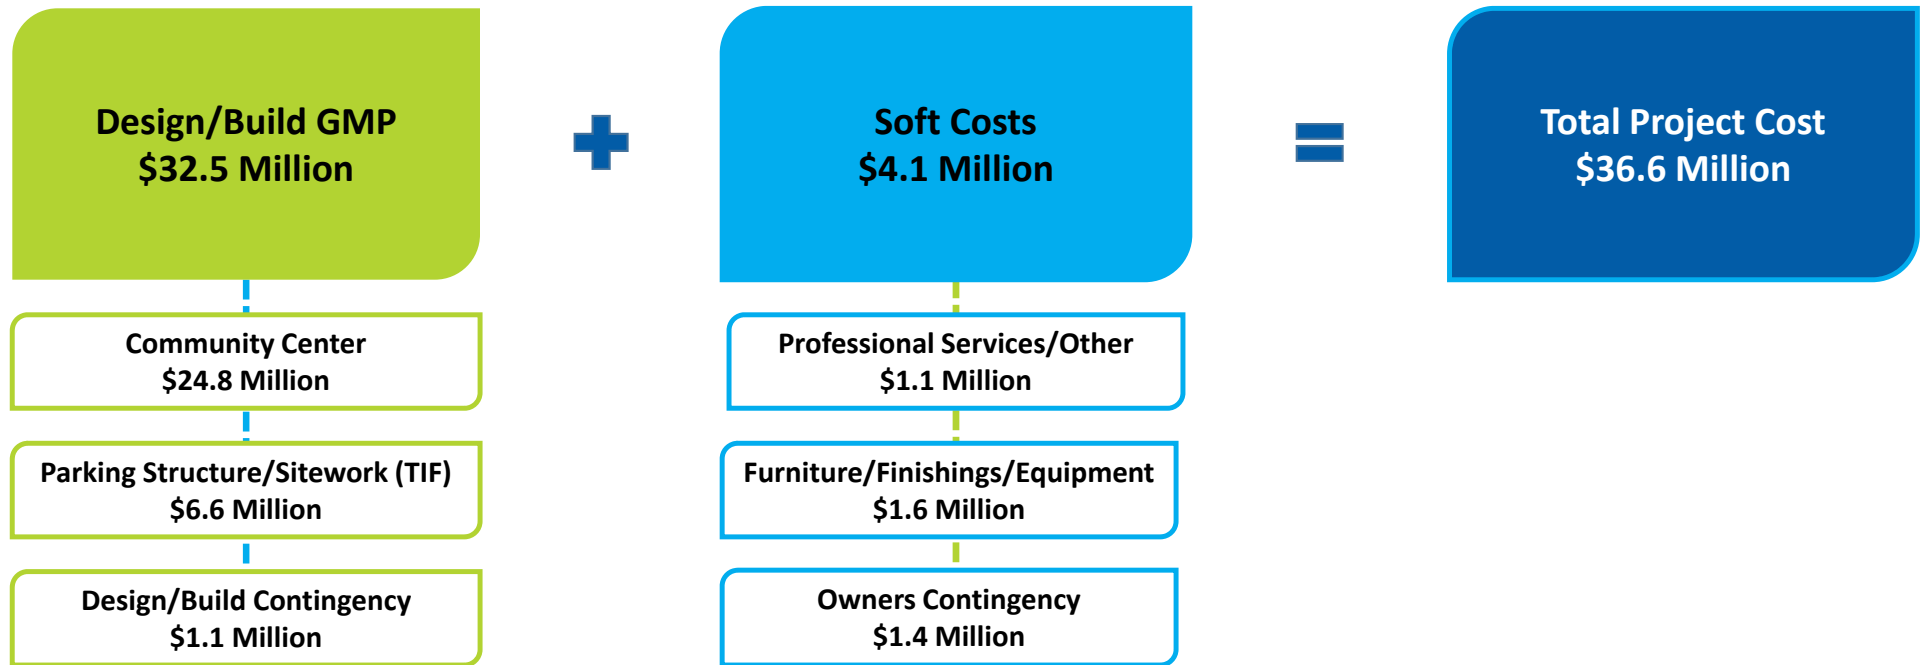 Design/Build GMP
$32.5 Million
Soft Costs
$4.1 Million
Total Project Cost
$36.6 Million
Community Center
$24.8 Million
Parking Structure/Sitework (TIF)
$6.6 Million
Design/Build Contingency
$1.1 Million
Professional Services/Other
$1.1 Million
Furniture/Finishings/Equipment
$1.6 Million
Owners Contingency
$1.4 Million